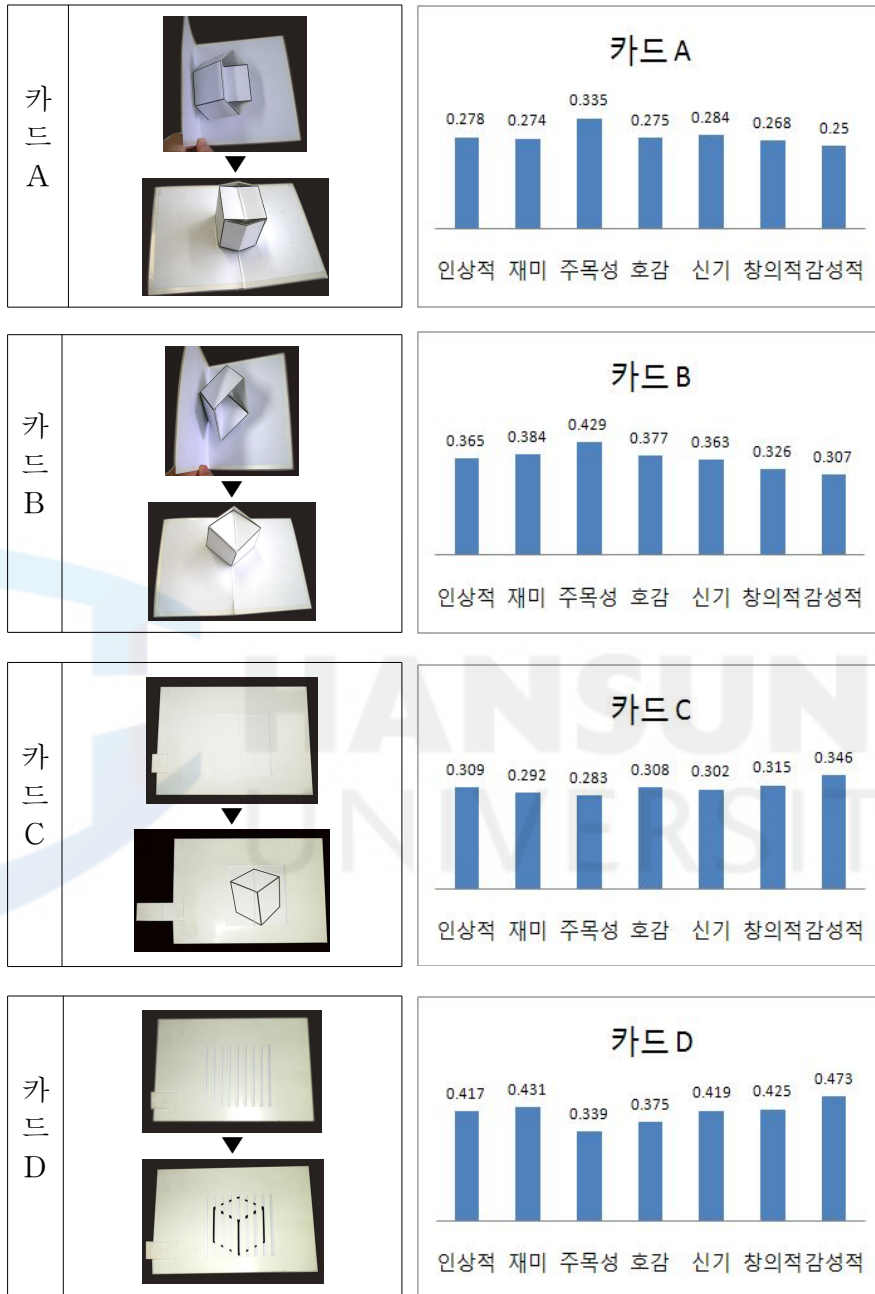 카드 A
카드 A
0.278 0.274 0.335 0.275 0.284 0.268 0.25
인상적 재미 주목성 호감 신기 창의적 감성적
카드 B
카드 B
0.365 0.384 0.429 0.377 0.363 0.326 0.307
인상적 재미 주목성 호감 신기 창의적 감성적
카드 C
카드 C
0.309 0.292 0.283 0.308 0.302 0.315 0.346
인상적 재미 주목성 호감 신기 창의적 감성적
카드 D
카드 D
0.417 0.431 0.339 0.375 0.419 0.425 0.473
인상적 재미 주목성 호감 신기 창의적 감성적
HANSUN
UNIVERSIT